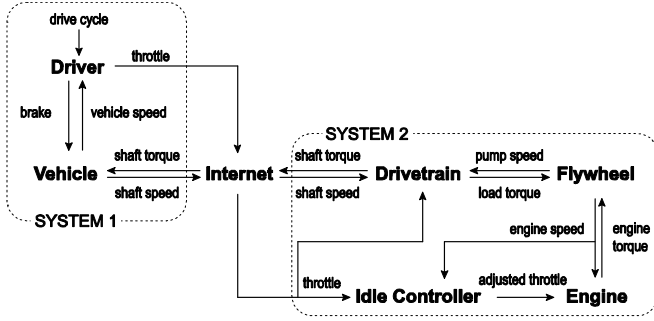 drive cycle
Driver
throttle
brake
vehicle speed
SYSTEM 2
Vehicle
shaft torque
shaft speed
Internet
shaft torque
shaft speed
Drivetrain
pump speed
load torque
Flywheel
SYSTEM 1
engine speed
engine
torque
throttle
Idle Controller
adjusted throttle
Engine